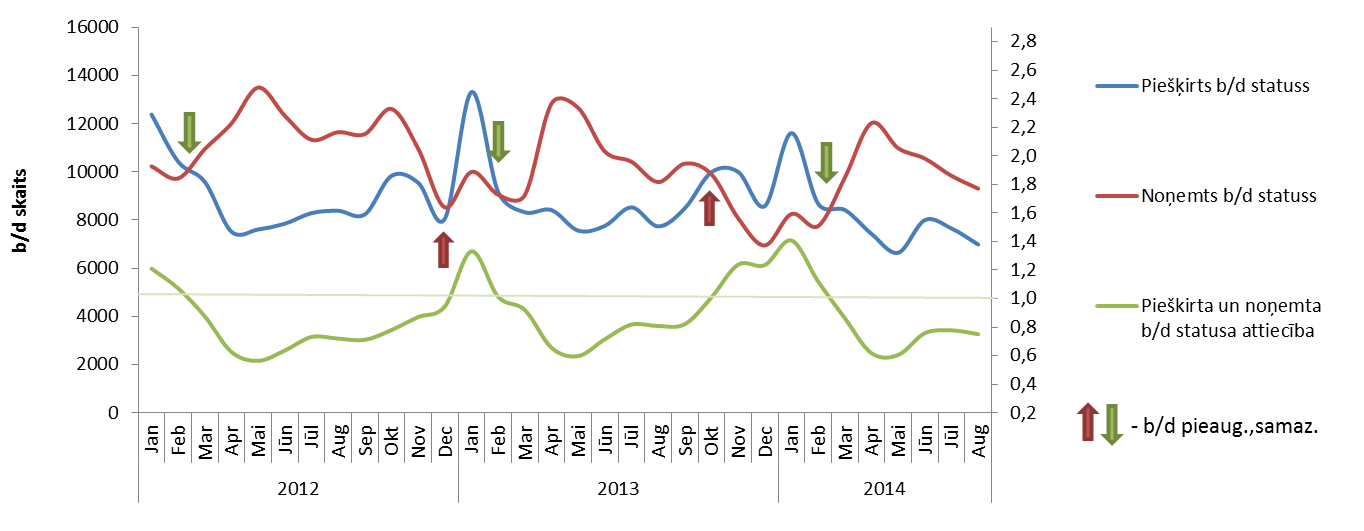 16000
14000
12000
10000
8000
6000
4000
2000
0
b/d skaits
2,8
2,6
2,4
2,2
2,0
1,8
1,6
1,4
1,2
1,0
0,8
0,6
0,4
0,2
Jan Feb Mar Apr Mai Jūn Jūl Aug Sep Okt Nov Dec Jan Feb Mar Apr Mai Jūn Jūl Aug Sep Okt Nov Dec Jan Feb Mar Apr Mai Jūn Jūl Aug
2012 2013 2014
Piešķirts b/d statuss
Noņemts b/d statuss
Piešķirta un noņemta
b/d statusa attiecība
- b/d pieaug.,samaz.